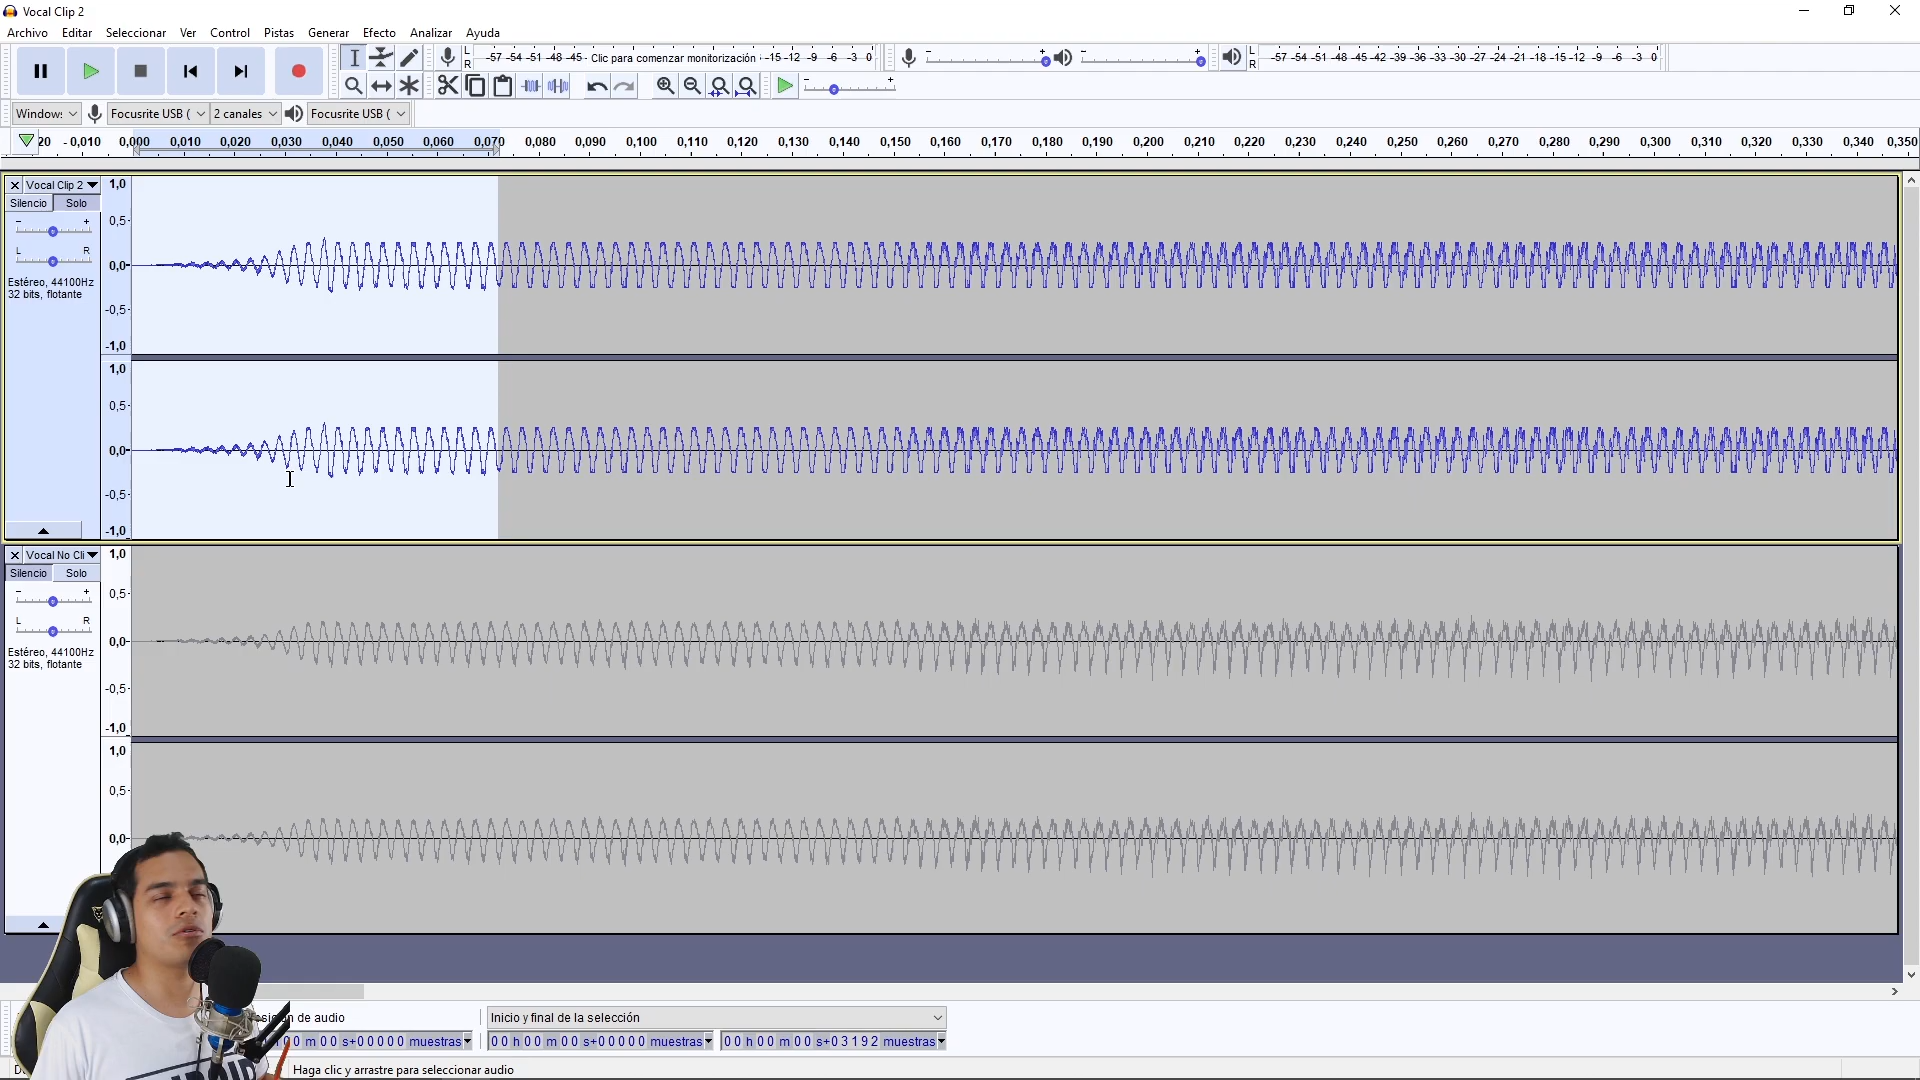 Vocal Clip 2
Archivo Editar Seleccionar Ver Control Pistas Generar Efecto Analizar Ayuda
L
R
-57 -54 -51 -48 -45 - Clic para comenzar monitorización -15 -12 -9 -6 -3 0
- +
- +
L
R
-57 -54 -51 -48 -45 -42 -39 -36 -33 -30 -27 -24 -21 -18 -15 -12 -9 -6 -3 0
- +
Windows Focusrite USB ( 2 canales Focusrite USB (
20 -0,010 0,000 0,010 0,020 0,030 0,040 0,050 0,060 0,070 0,080 0,090 0,100 0,110 0,120 0,130 0,140 0,150 0,160 0,170 0,180 0,190 0,200 0,210 0,220 0,230 0,240 0,250 0,260 0,270 0,280 0,290 0,300 0,310 0,320 0,330 0,340 0,350
Vocal Clip 2
Silencio Solo
- +
L R
Estéreo, 44100Hz
32 bits, flotante
1,0
0,5
0,0
-0,5
-1,0
1,0
0,5
0,0
-0,5
-1,0
Vocal No Cli
Silencio Solo
- +
L R
Estéreo, 44100Hz
32 bits, flotante
1,0
0,5
0,0
-0,5
-1,0
1,0
0,5
0,0
de audio
Inicio y final de la selección
00 m 00 s+00000 muestras
00 h 00 m 00 s+00000 muestras
00 h 00 m 00 s+03192 muestras
Haga clic y arrastre para seleccionar audio